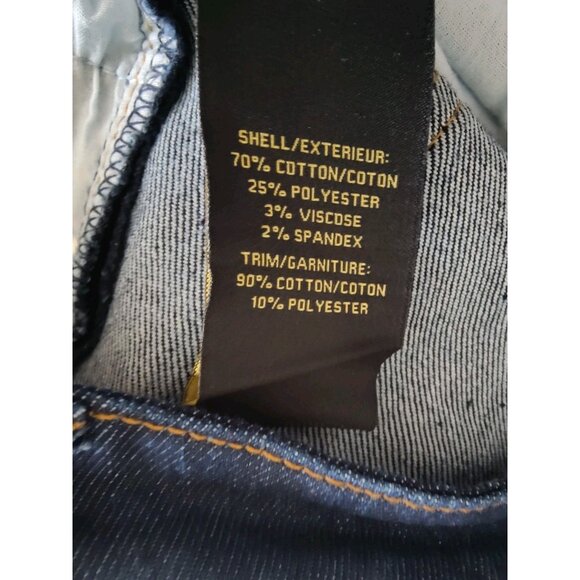 SHELL/EXTERIEUR:
70% COTTON/COTON
25% POLYESTER
3% VISCOSE
2% SPANDEX
TRIM/GARNITURE:
90% COTTON/COTON
10% POLYESTER